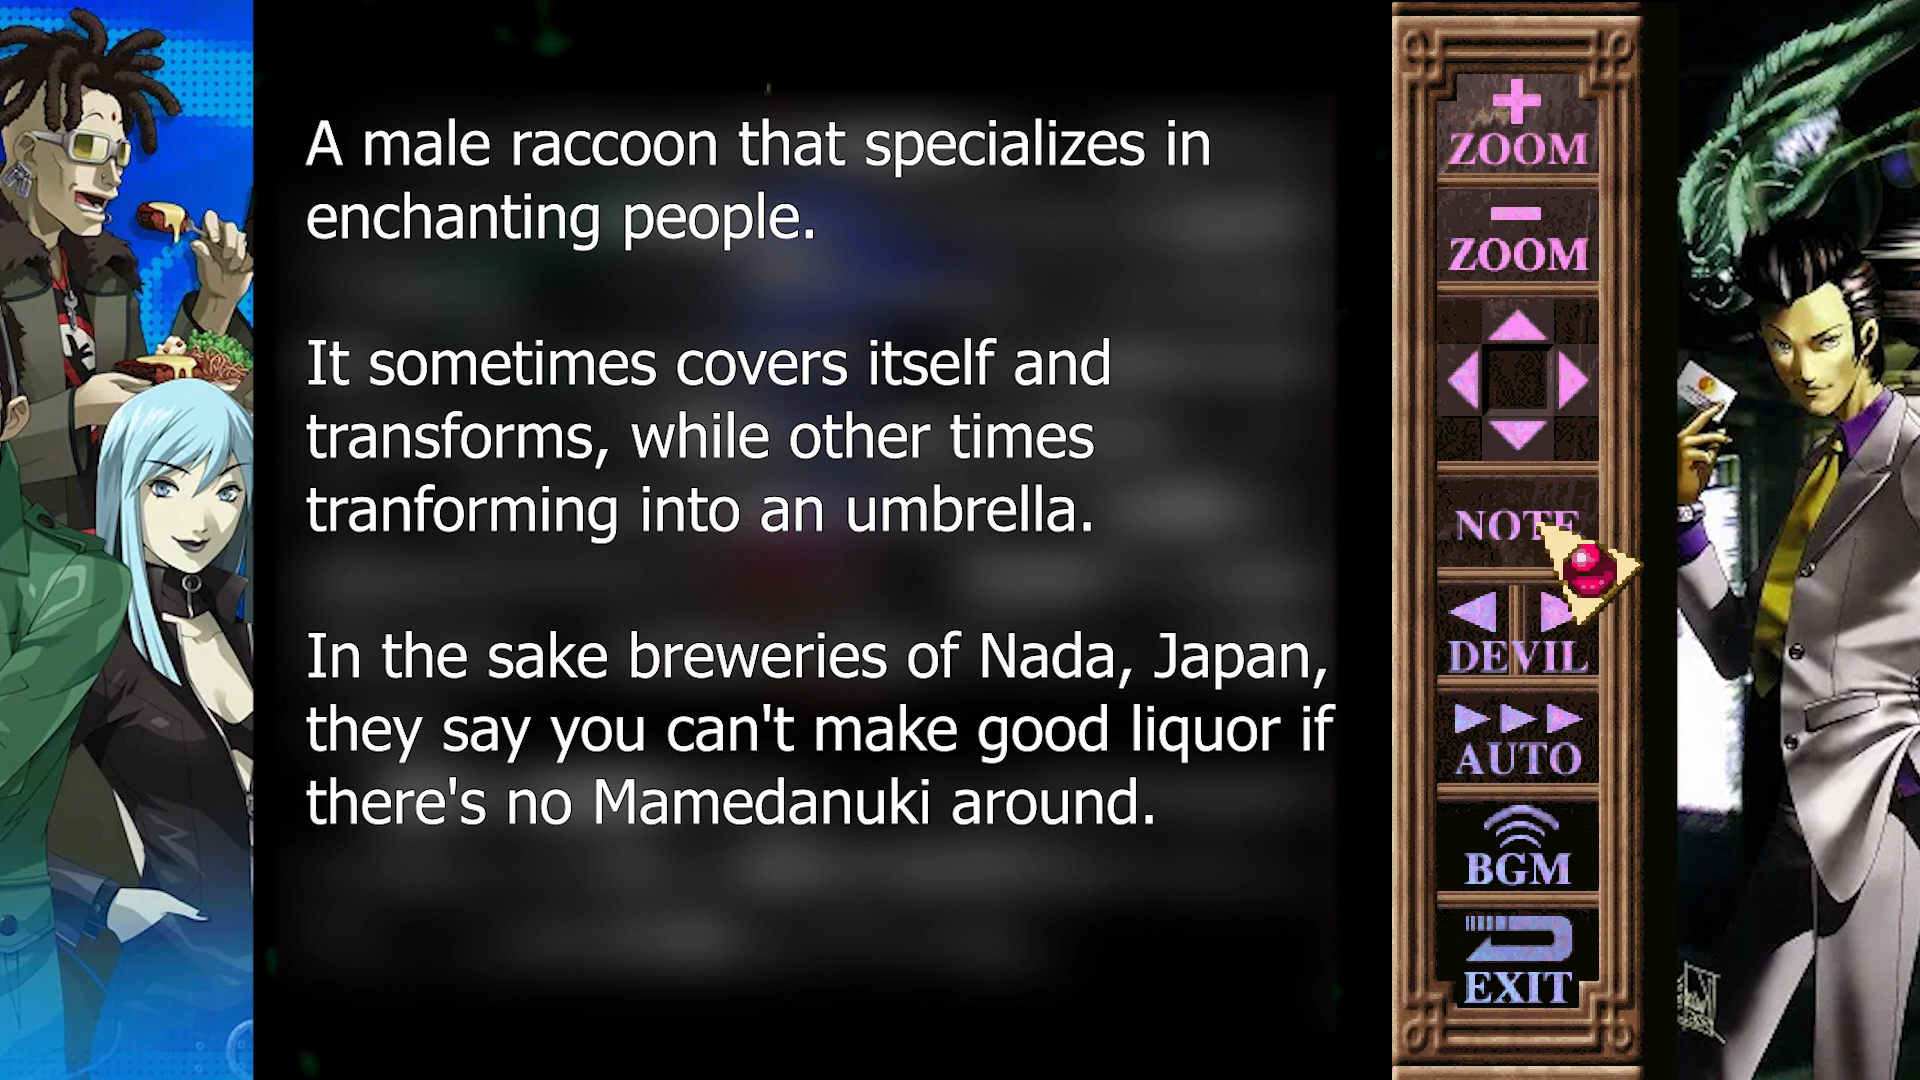 A male raccoon that specializes in
enchanting people.
It sometimes covers itself and
transforms, while other times
tranforming into an umbrella.
In the sake breweries of Nada, Japan,
they say you can't make good liquor if
there's no Mamedanuki around.
ZOOM
ZOOM
NOTE
DEVIL
AUTO
BGM
EXIT